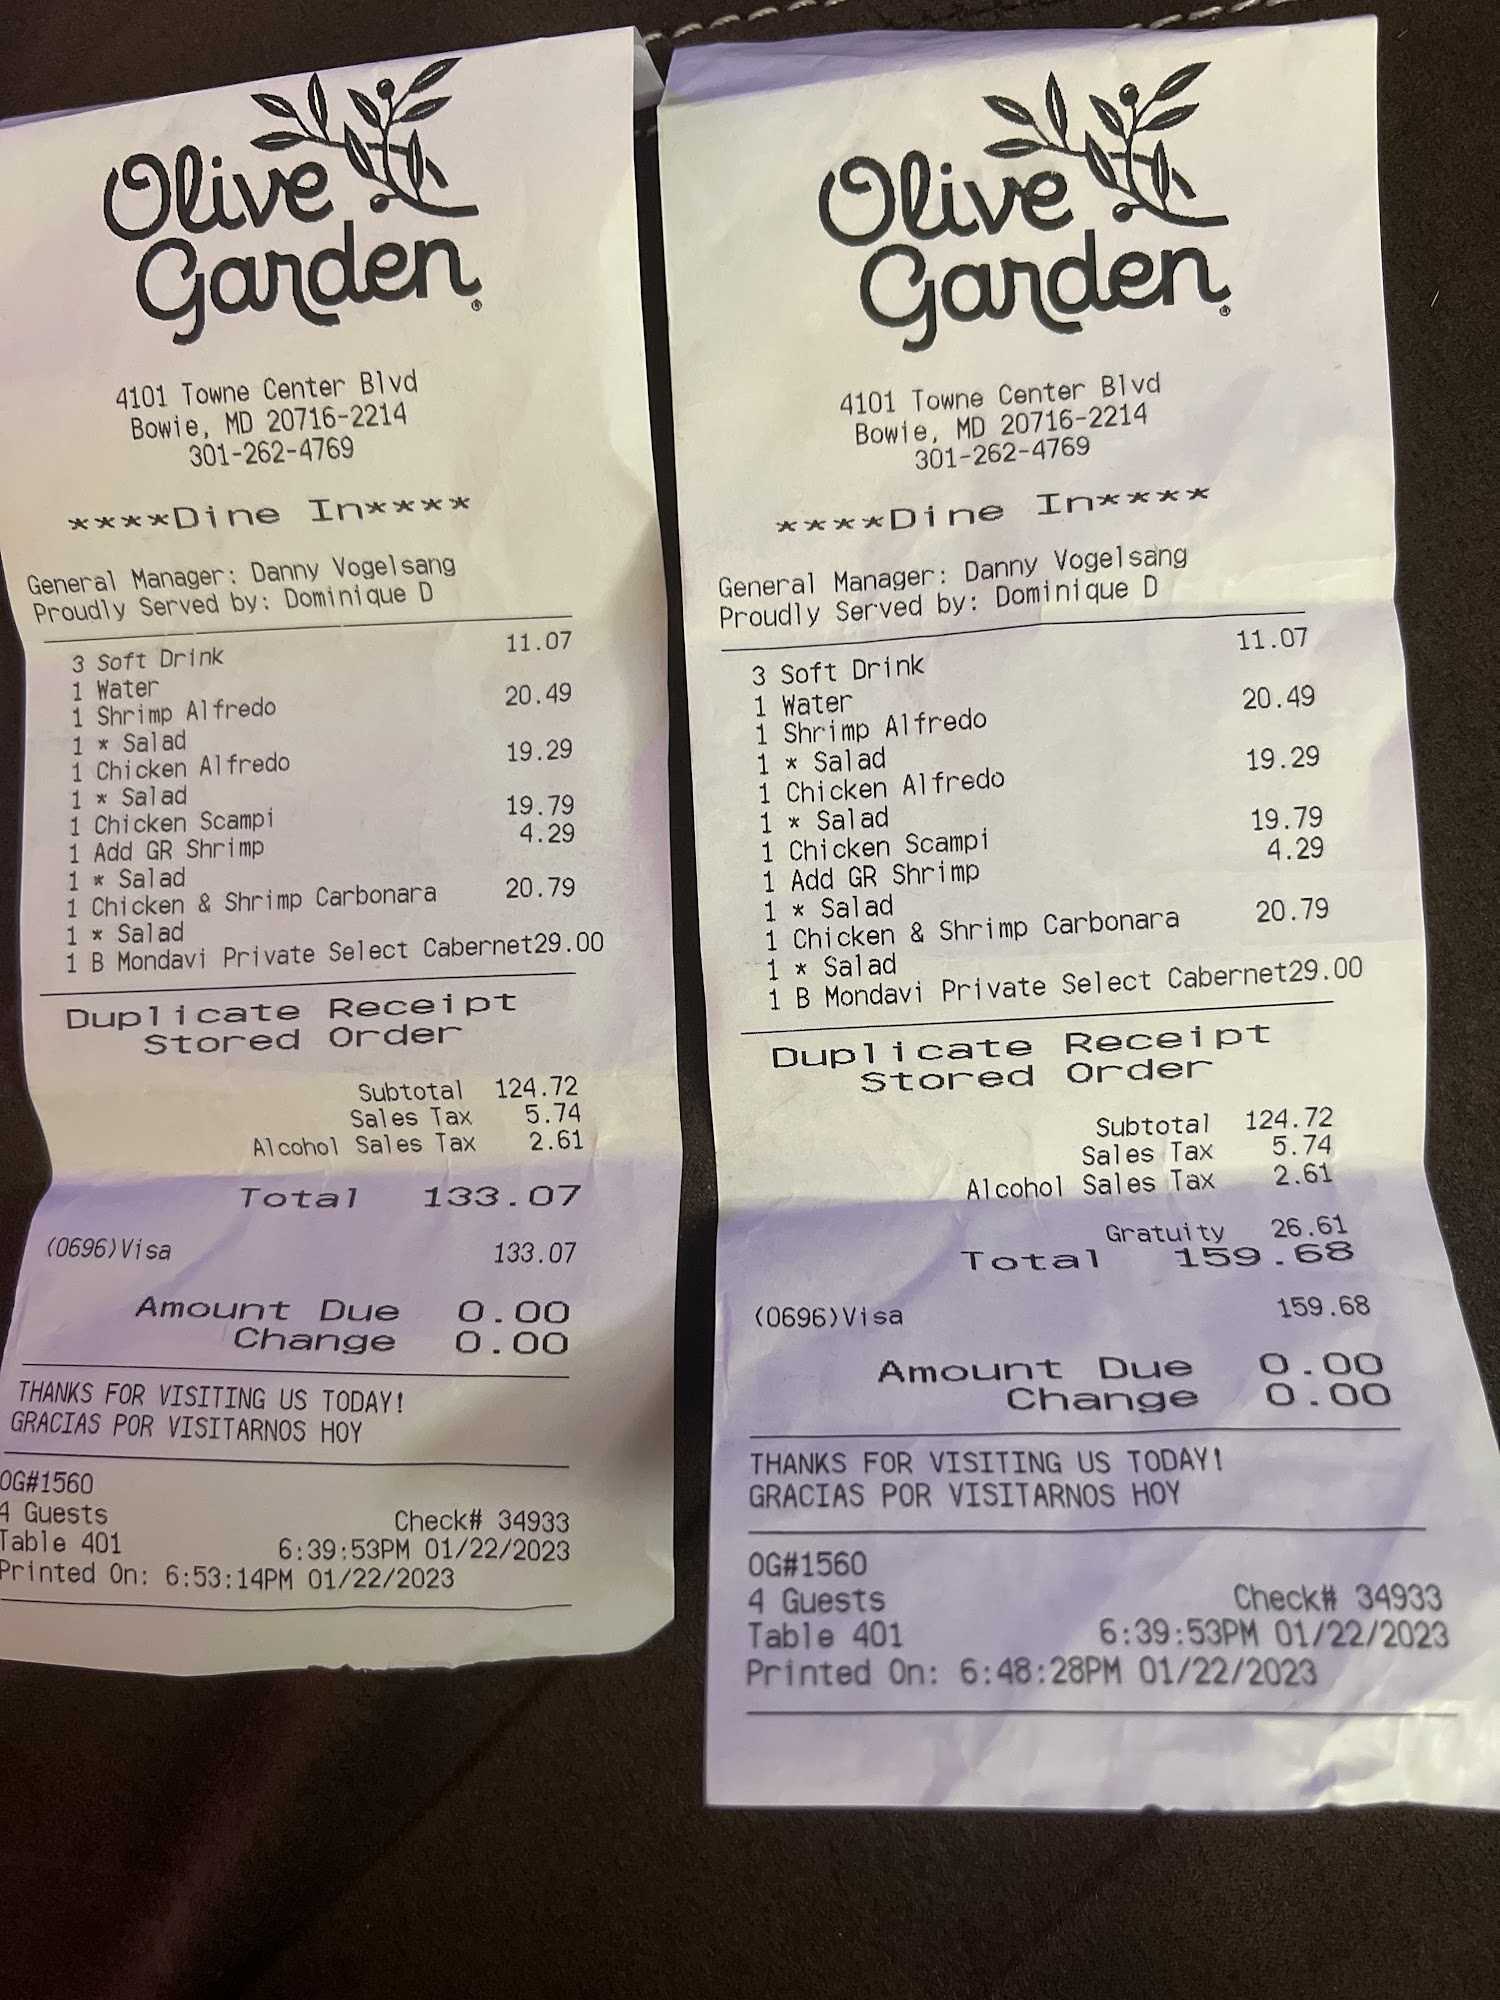 Olive
Garden®
4101 Towne Center Blvd
Bowie, MD 20716-2214
301-262-4769
****Dine In****
General Manager: Danny Vogelsang
Proudly Served by: Dominique D
3 Soft Drink 11.07
1 Water
1 Shrimp Alfredo 20.49
1 * Salad
1 Chicken Alfredo 19.29
1 * Salad
1 Chicken Scampi 19.79
1 Add GR Shrimp 4.29
1 * Salad
1 Chicken & Shrimp Carbonara 20.79
1 * Salad
1 B Mondavi Private Select Cabernet29.00
Duplicate Receipt
Stored Order
Subtotal 124.72
Sales Tax 5.74
Alcohol Sales Tax 2.61
Total 133.07
(0696)Visa 133.07
Amount Due 0.00
Change 0.00
THANKS FOR VISITING US TODAY!
GRACIAS POR VISITARNOS HOY
OG#1560
4 Guests Check# 34933
Table 401 6:39:53PM 01/22/2023
Printed On: 6:53:14PM 01/22/2023
Olive
Garden®
4101 Towne Center Blvd
Bowie, MD 20716-2214
301-262-4769
****Dine In****
General Manager: Danny Vogelsang
Proudly Served by: Dominique D
3 Soft Drink 11.07
1 Water
1 Shrimp Alfredo 20.49
1 * Salad
1 Chicken Alfredo 19.29
1 * Salad
1 Chicken Scampi 19.79
1 Add GR Shrimp 4.29
1 * Salad
1 Chicken & Shrimp Carbonara 20.79
1 * Salad
1 B Mondavi Private Select Cabernet29.00
Duplicate Receipt
Stored Order
Subtotal 124.72
Sales Tax 5.74
Alcohol Sales Tax 2.61
Gratuity 26.61
Total 159.68
(0696)Visa 159.68
Amount Due 0.00
Change 0.00
THANKS FOR VISITING US TODAY!
GRACIAS POR VISITARNOS HOY
OG#1560
4 Guests Check# 34933
Table 401 6:39:53PM 01/22/2023
Printed On: 6:48:28PM 01/22/2023